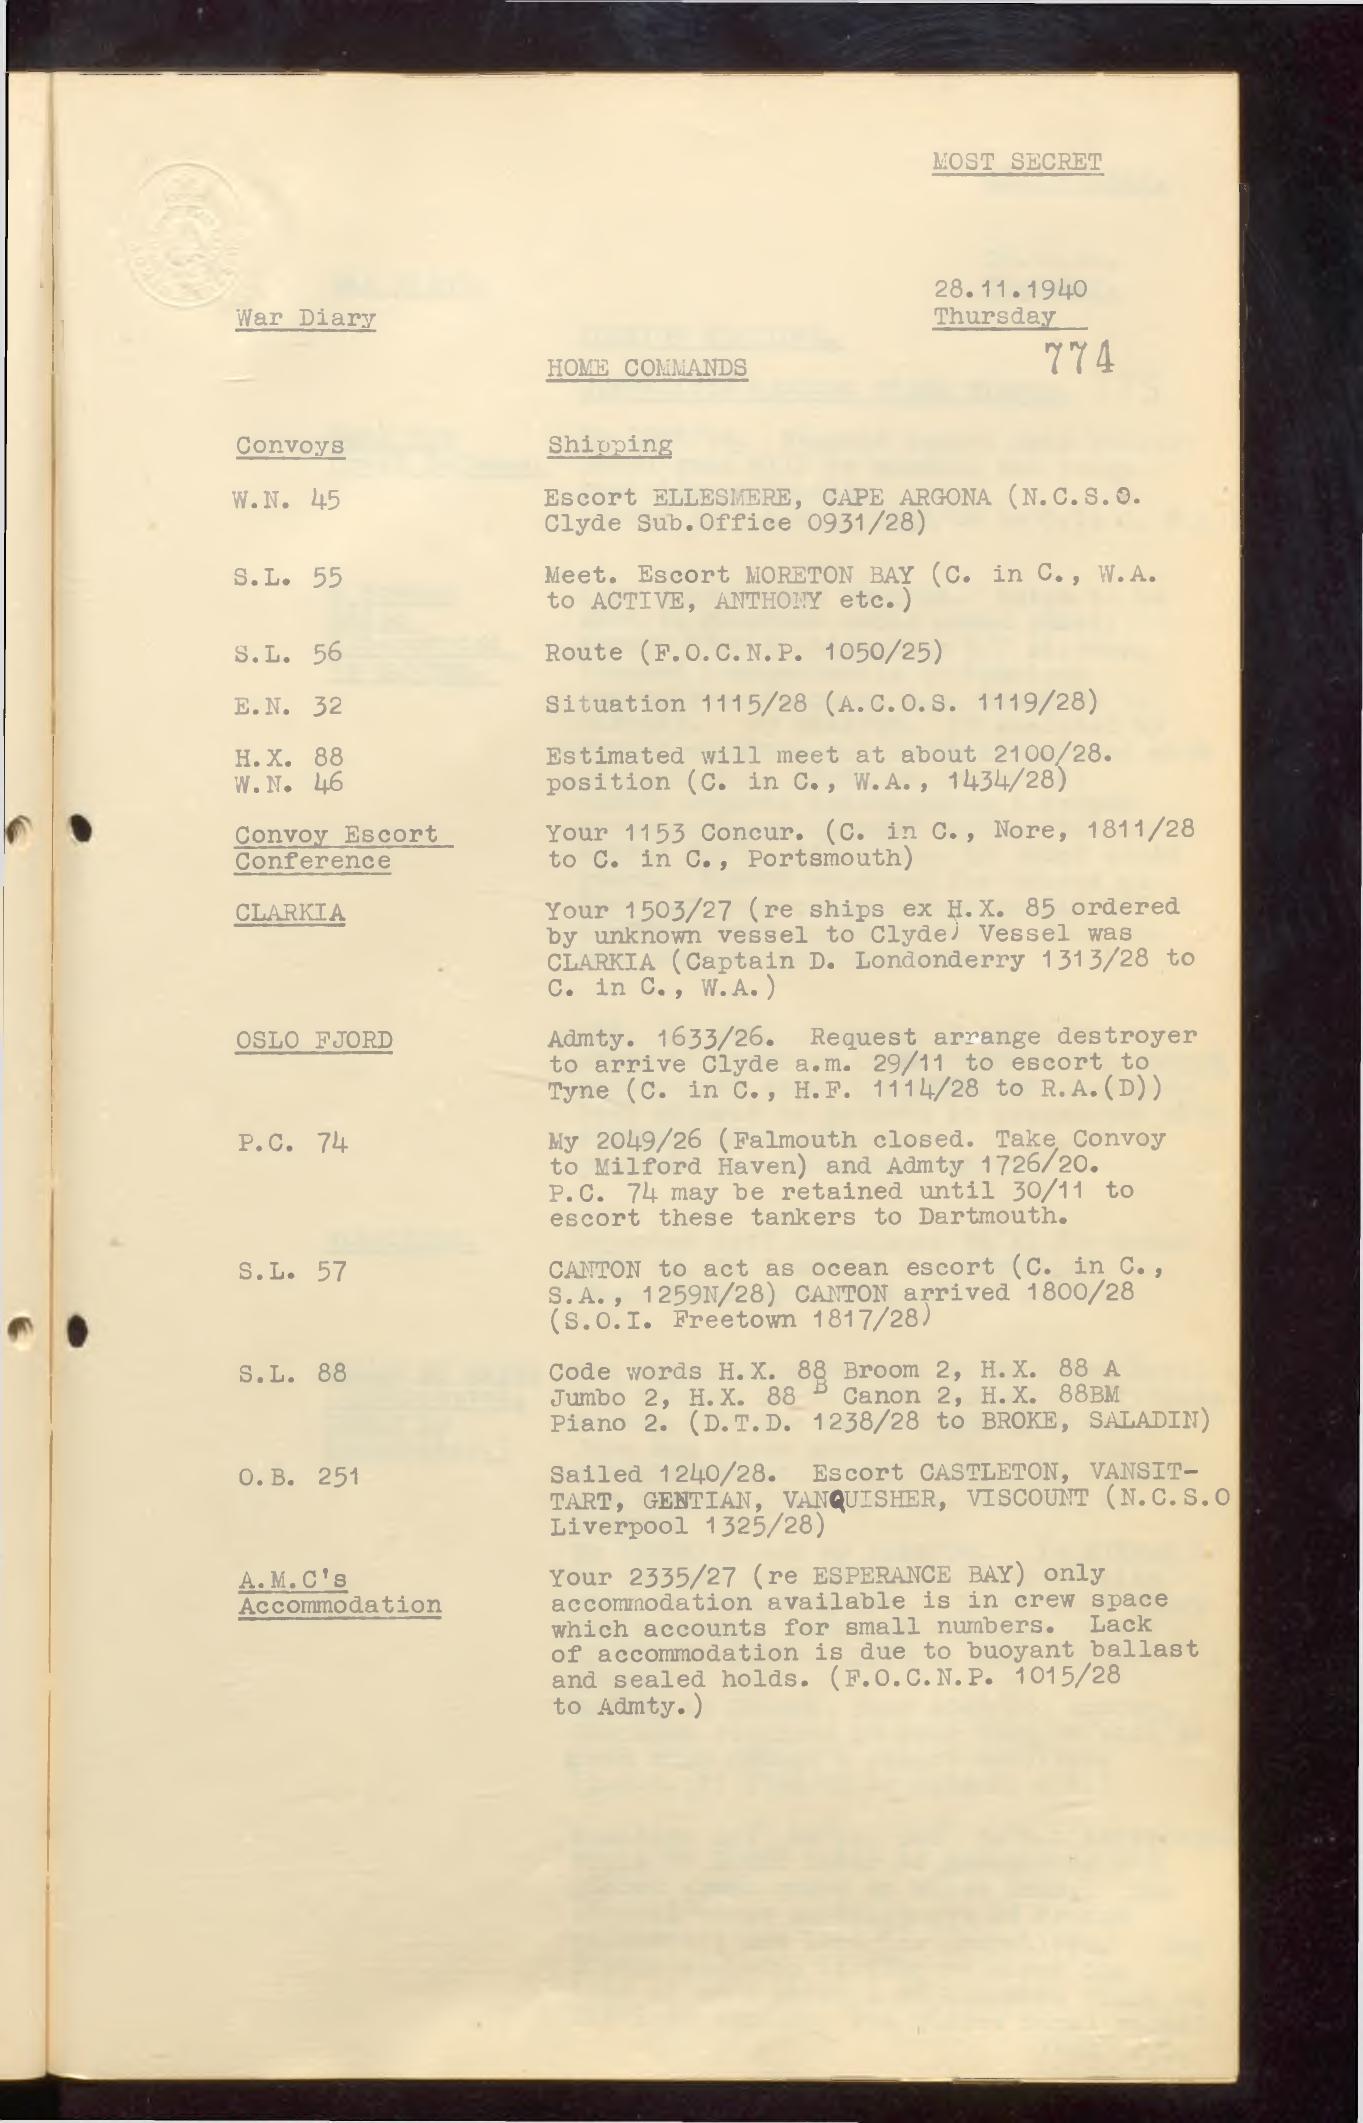 MOST SECRET
28.11.1940
War Diary Thursday
774
HOME COMMANDS
Convoys Shipping
W.N. 45 Escort ELLESMERE, CAPE ARGONA (N.C.S.O.
Clyde Sub.Office 0931/28)
S.L. 55 Meet. Escort MORETON BAY (C. in C., W.A.
to ACTIVE, ANTHONY etc.)
S.L. 56 Route (F.O.C.N.P. 1050/25)
E.N. 32 Situation 1115/28 (A.C.O.S. 1119/28)
H.X. 88 Estimated will meet at about 2100/28.
W.N. 46 position (C. in C., W.A., 1434/28)
Convoy Escort Your 1153 Concur. (C. in C., Nore, 1811/28
Conference to C. in C., Portsmouth)
CLARKIA Your 1503/27 (re ships ex H.X. 85 ordered
by unknown vessel to Clyde) Vessel was
CLARKIA (Captain D. Londonderry 1313/28 to
C. in C., W.A.)
OSLO FJORD Admty. 1633/26. Request arrange destroyer
to arrive Clyde a.m. 29/11 to escort to
Tyne (C. in C., H.F. 1114/28 to R.A.(D))
P.C. 74 My 2049/26 (Falmouth closed. Take Convoy
to Milford Haven) and Admty 1726/20.
P.C. 74 may be retained until 30/11 to
escort these tankers to Dartmouth.
S.L. 57 CANTON to act as ocean escort (C. in C.,
S.A., 1259N/28) CANTON arrived 1800/28
(S.O.I. Freetown 1817/28)
S.L. 88 Code words H.X. 88 Broom 2, H.X. 88 A
Jumbo 2, H.X. 88 B Canon 2, H.X. 88BM
Piano 2. (D.T.D. 1238/28 to BROKE, SALADIN)
O.B. 251 Sailed 1240/28. Escort CASTLETON, VANSIT-
TART, GENTIAN, VANQUISHER, VISCOUNT (N.C.S.O
Liverpool 1325/28)
A.M.C's Your 2335/27 (re ESPERANCE BAY) only
Accommodation accommodation available is in crew space
which accounts for small numbers. Lack
of accommodation is due to buoyant ballast
and sealed holds. (F.O.C.N.P. 1015/28
to Admty.)